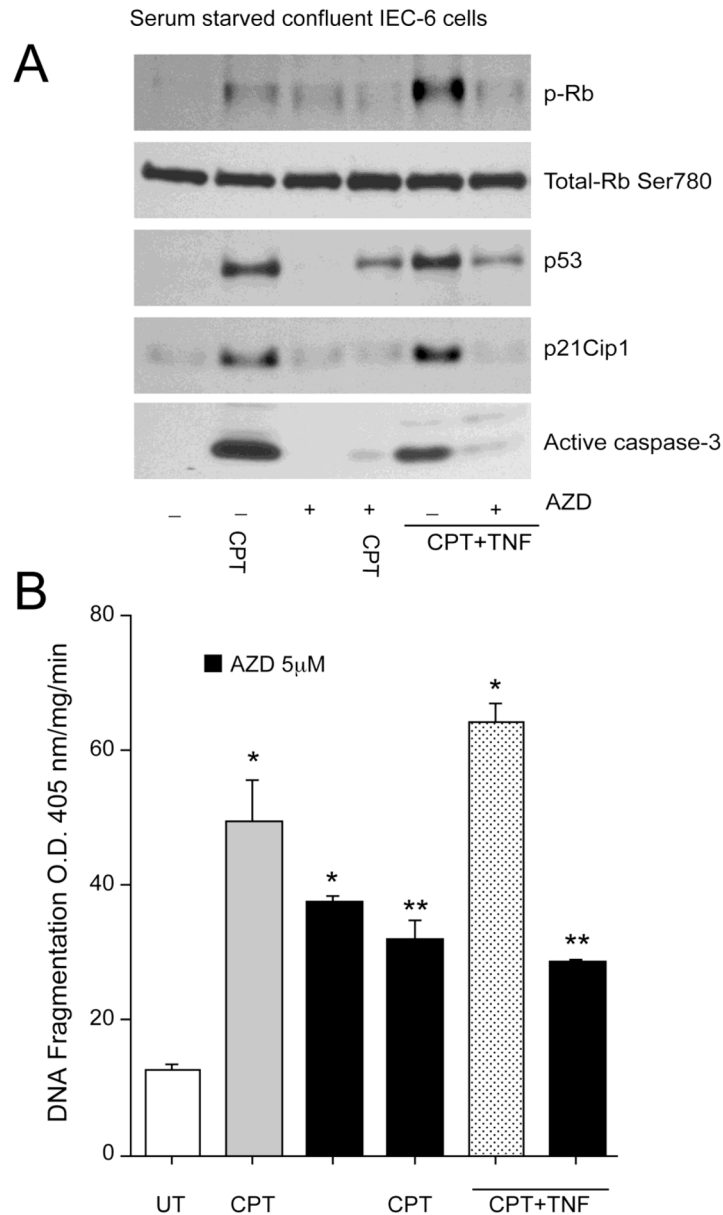 Serum starved confluent IEC-6 cells
A
p-Rb
Total-Rb Ser780
p53
p21Cip1
Active caspase-3
– – + + – + AZD
CPT CPT CPT+TNF
B
DNA Fragmentation O.D. 405 nm/mg/min
80
60
40
20
0
AZD 5µM
* * ** * **
UT CPT CPT CPT+TNF